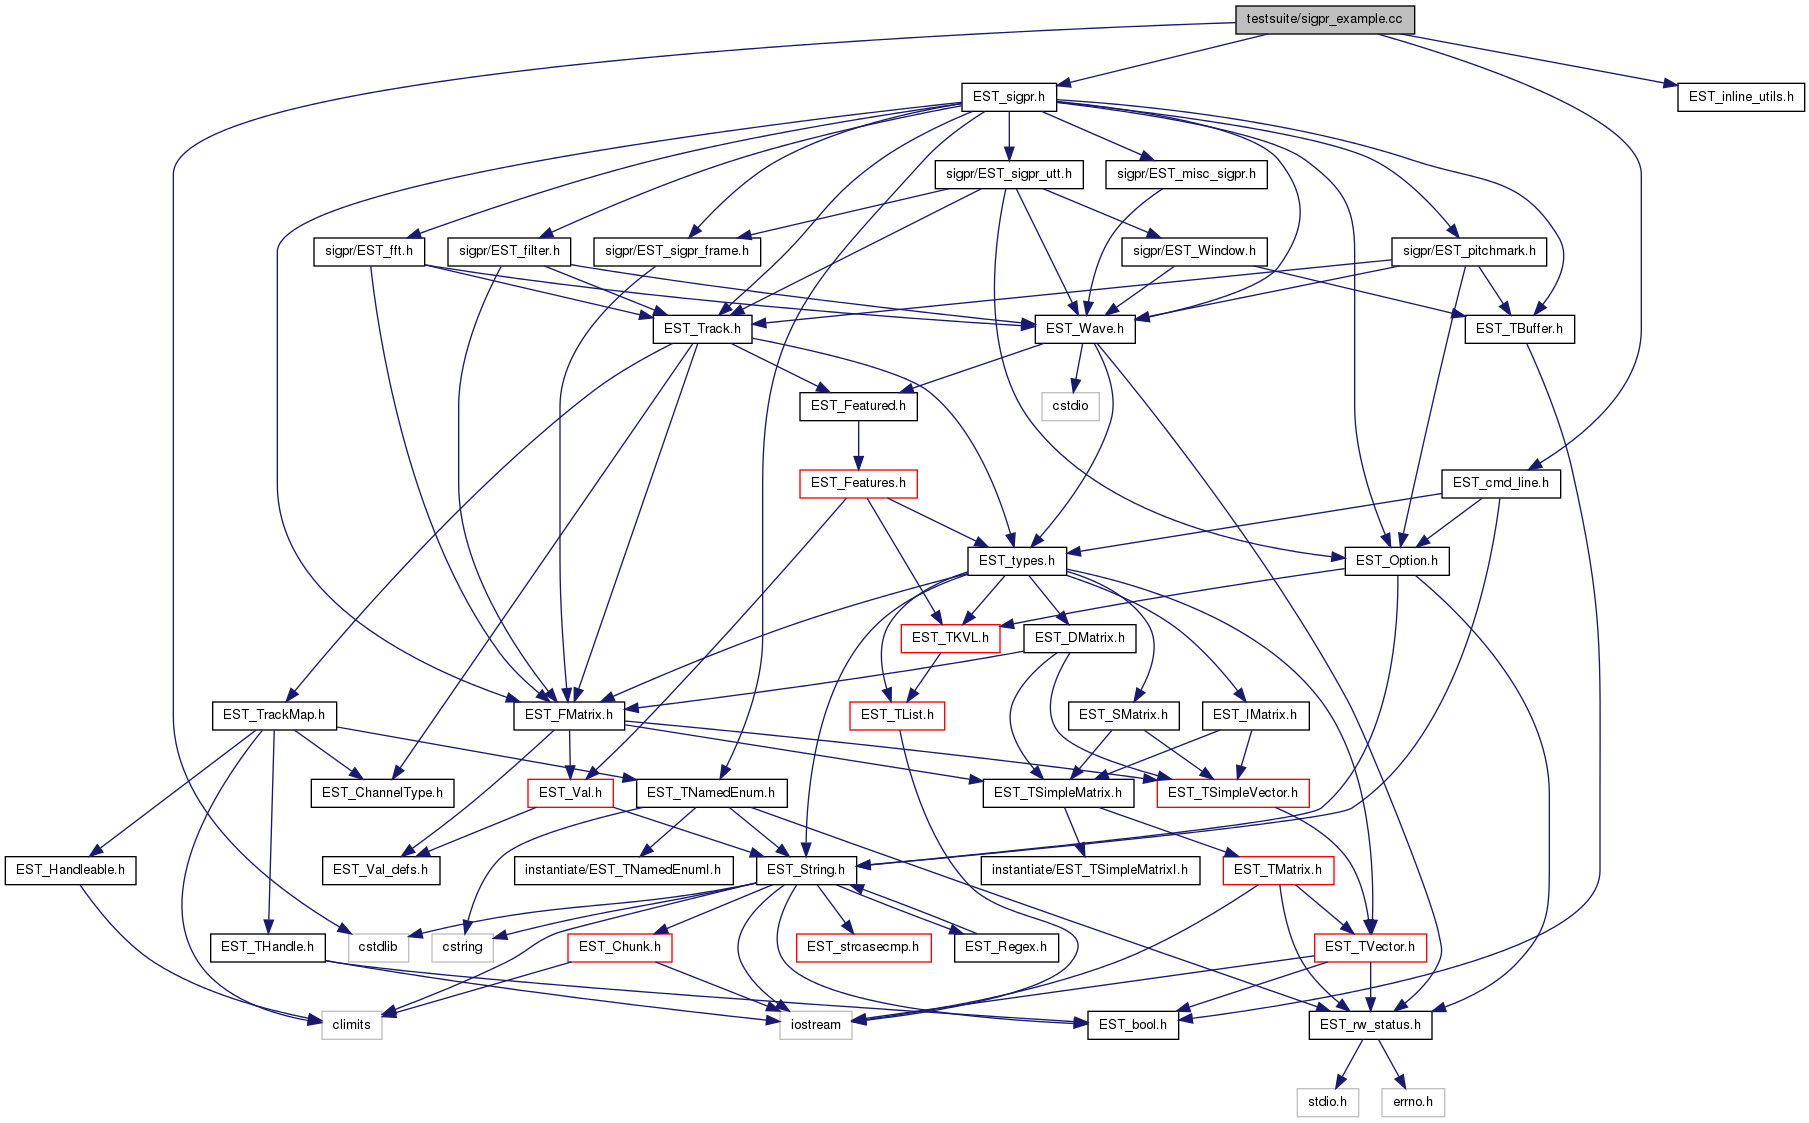 testsuite/sigpr_example.cc
EST_sigpr.h
EST_inline_utils.h
sigpr/EST_sigpr_utt.h
sigpr/EST_misc_sigpr.h
sigpr/EST_fft.h
sigpr/EST_filter.h
sigpr/EST_sigpr_frame.h
sigpr/EST_Window.h
sigpr/EST_pitchmark.h
EST_Track.h
EST_Wave.h
EST_TBuffer.h
EST_Featured.h
cstdio
EST_Features.h
EST_cmd_line.h
EST_types.h
EST_Option.h
EST_TKVL.h
EST_DMatrix.h
EST_TrackMap.h
EST_FMatrix.h
EST_TList.h
EST_SMatrix.h
EST_IMatrix.h
EST_ChannelType.h
EST_Val.h
EST_TNamedEnum.h
EST_TSimpleMatrix.h
EST_TSimpleVector.h
EST_Handleable.h
EST_Val_defs.h
instantiate/EST_TNamedEnumI.h
EST_String.h
instantiate/EST_TSimpleMatrixI.h
EST_TMatrix.h
EST_THandle.h
cstdlib
cstring
EST_Chunk.h
EST_strcasecmp.h
EST_Regex.h
EST_TVector.h
climits
iostream
EST_bool.h
EST_rw_status.h
stdio.h
errno.h